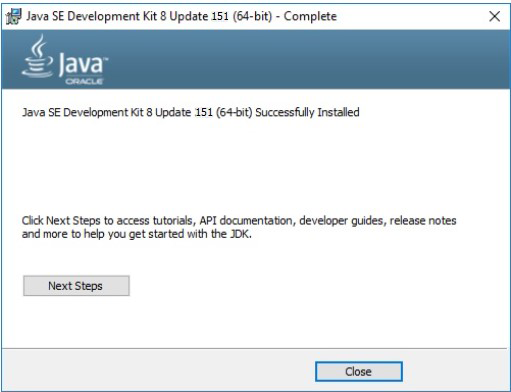 Java SE Development Kit 8 Update 151 (64-bit) - Complete
Java™
ORACLE
Java SE Development Kit 8 Update 151 (64-bit) Successfully Installed
Click Next Steps to access tutorials, API documentation, developer guides, release notes
and more to help you get started with the JDK.
Next Steps
Close